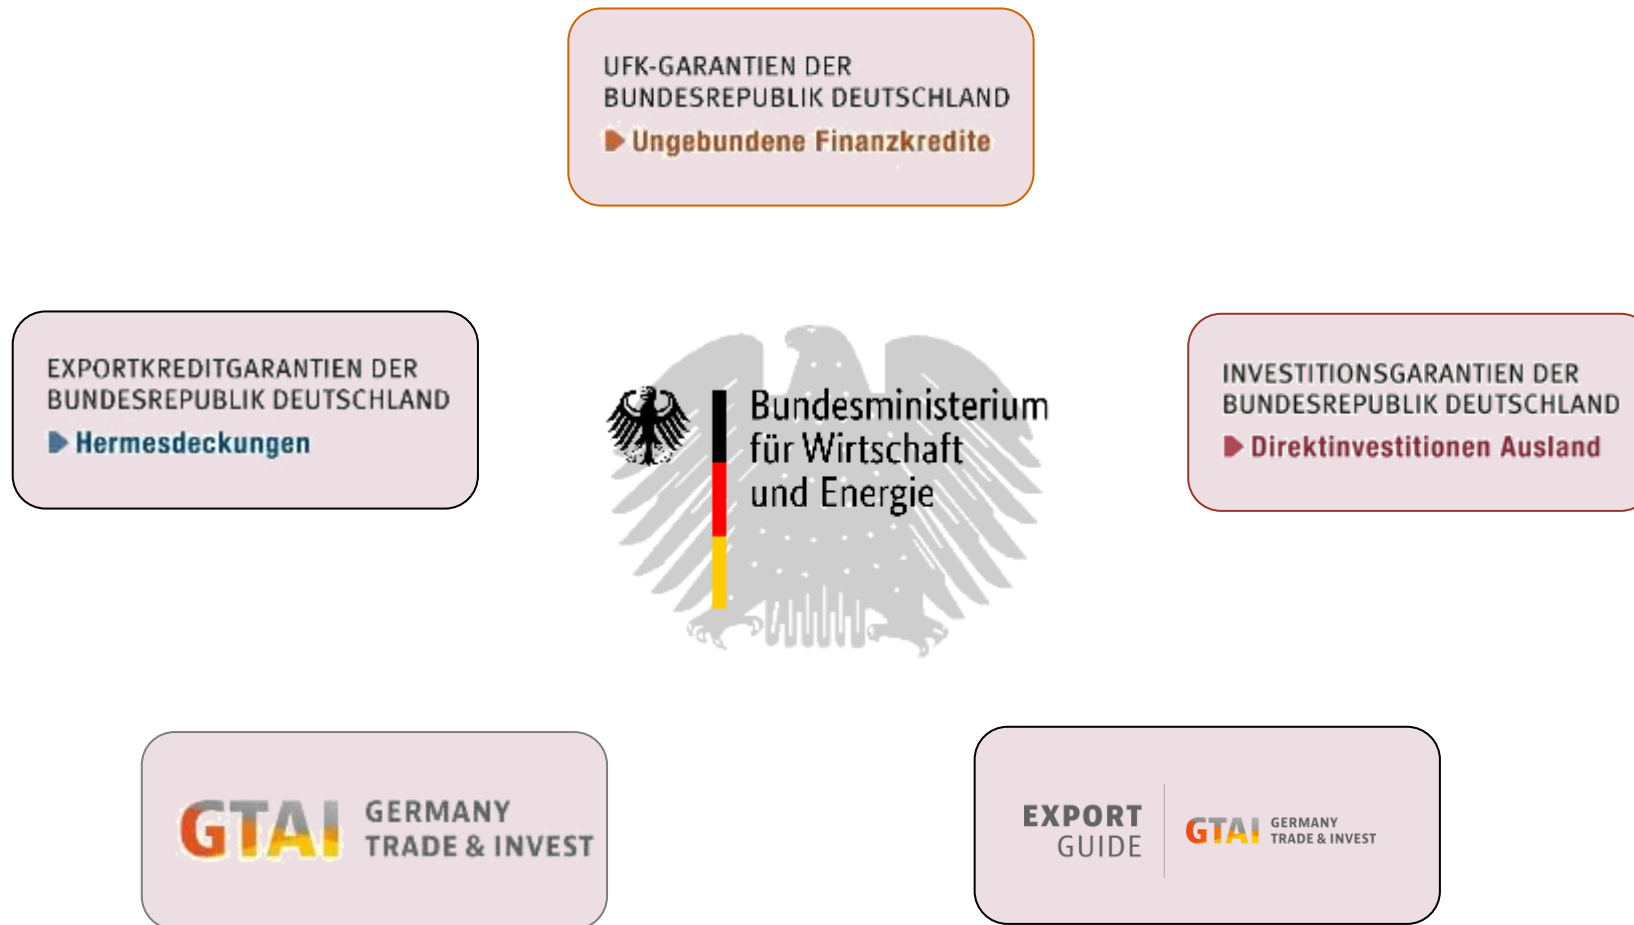 UFK-GARANTIEN DER
BUNDESREPUBLIK DEUTSCHLAND
Ungebundene Finanzkredite
EXPORTKREDITGARANTIEN DER
BUNDESREPUBLIK DEUTSCHLAND
Hermesdeckungen
Bundesministerium
für Wirtschaft
und Energie
INVESTITIONSGARANTIEN DER
BUNDESREPUBLIK DEUTSCHLAND
Direktinvestitionen Ausland
GTAI
GERMANY
TRADE & INVEST
EXPORT
GUIDE
GTAI
GERMANY
TRADE & INVEST